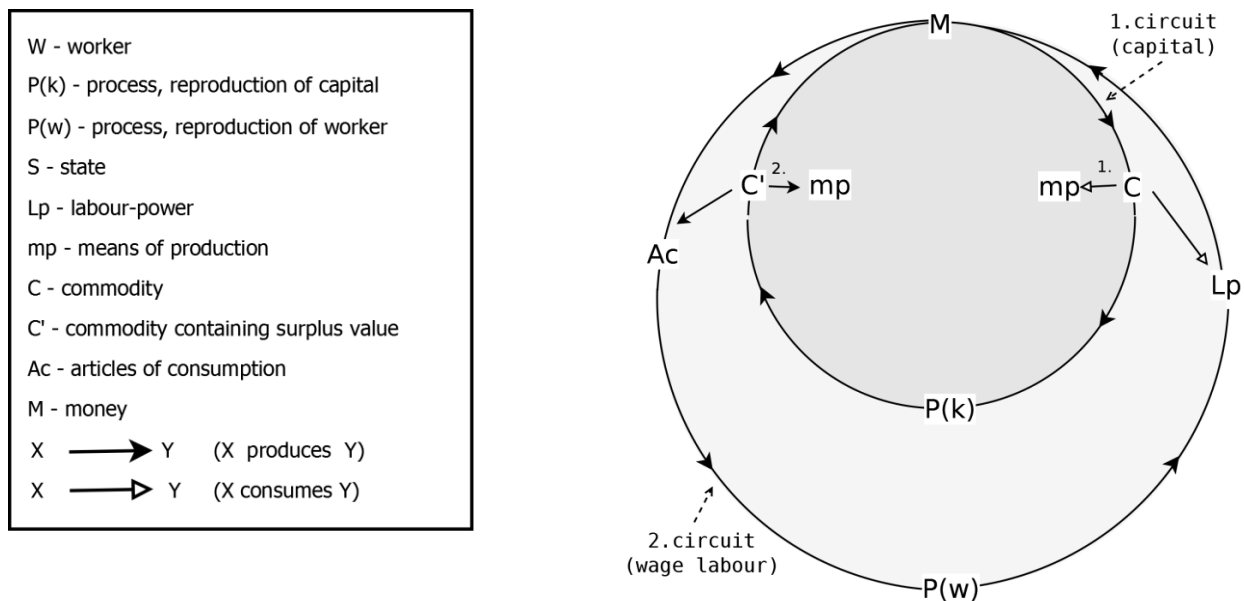 W - worker
P(k) - process, reproduction of capital
P(w) - process, reproduction of worker
S - state
Lp - labour-power
mp - means of production
C - commodity
C' - commodity containing surplus value
Ac - articles of consumption
M - money
X Y (X produces Y)
X Y (X consumes Y)
M
1.circuit
(capital)
C' 2. mp
mp 1. C
Ac
Lp
P(k)
2.circuit
(wage labour)
P(w)